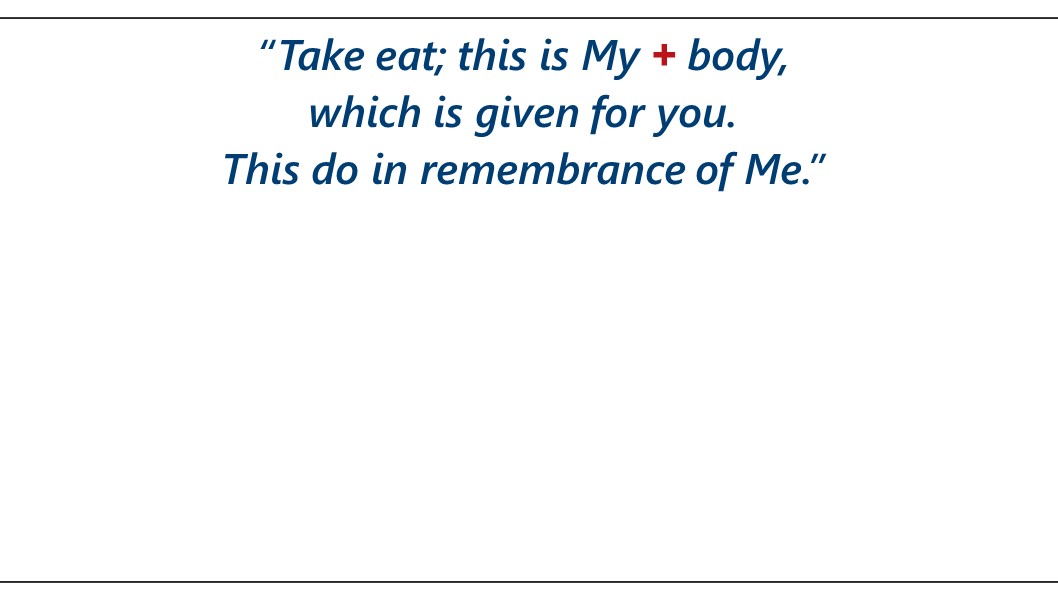 “Take eat; this is My + body,
which is given for you.
This do in remembrance of Me.”